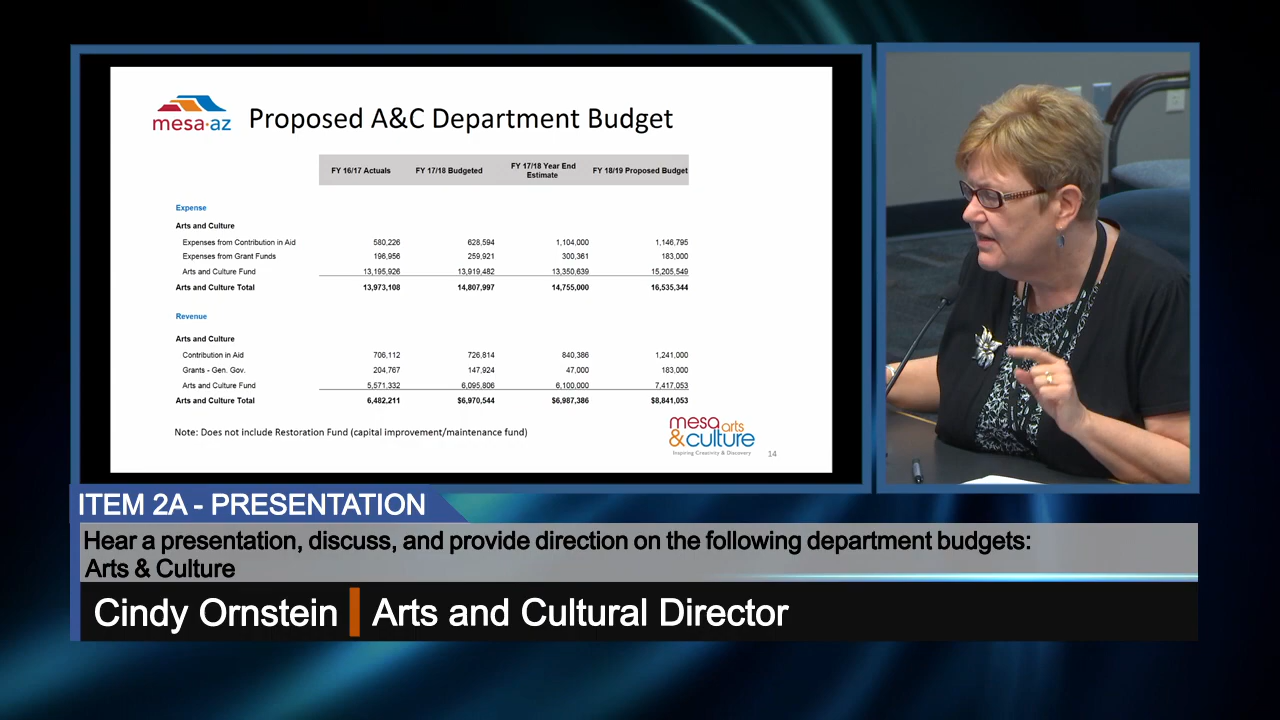 mesa·az
Proposed A&C Department Budget
FY 16/17 Actuals FY 17/18 Budgeted FY 17/18 Year End Estimate FY 18/19 Proposed Budget
Expense
Arts and Culture
Expenses from Contribution in Aid 580,226 628,594 1,104,000 1,146,795
Expenses from Grant Funds 196,956 259,921 300,361 183,000
Arts and Culture Fund 13,195,926 13,919,482 13,350,639 15,205,549
Arts and Culture Total 13,973,108 14,807,997 14,755,000 16,535,344
Revenue
Arts and Culture
Contribution in Aid 706,112 726,814 840,386 1,241,000
Grants - Gen. Gov. 204,767 147,924 47,000 183,000
Arts and Culture Fund 5,571,332 6,095,806 6,100,000 7,417,053
Arts and Culture Total 6,482,211 $6,970,544 $6,987,386 $8,841,053
Note: Does not include Restoration Fund (capital improvement/maintenance fund)
mesa arts
&culture
Inspiring Creativity & Discovery
14
ITEM 2A - PRESENTATION
Hear a presentation, discuss, and provide direction on the following department budgets:
Arts & Culture
Cindy Ornstein Arts and Cultural Director